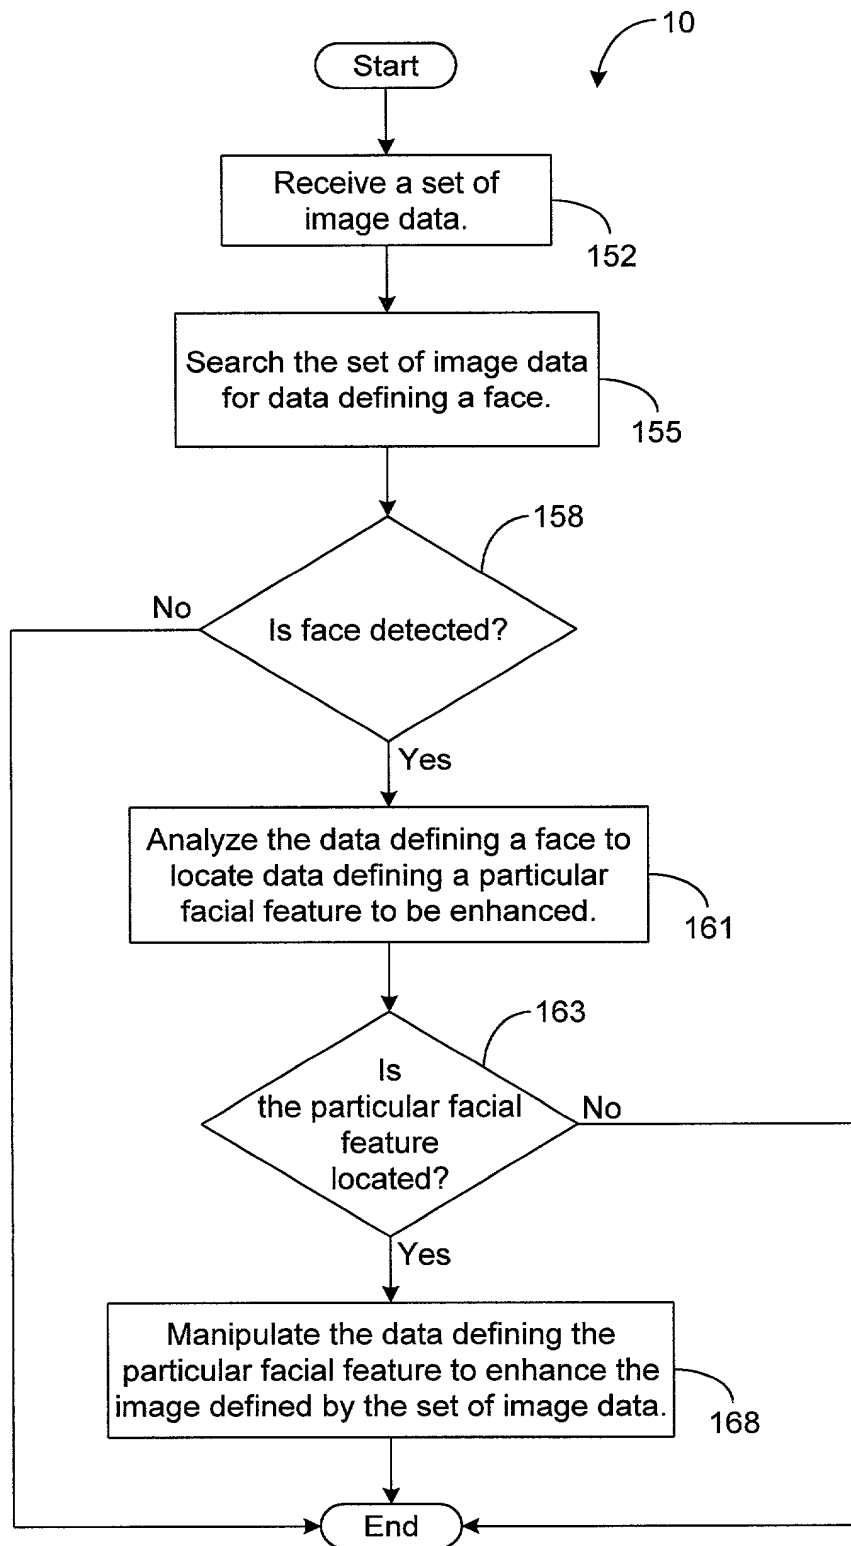 10
Start
Receive a set of
image data.
152
Search the set of image data
for data defining a face.
155
158
No
Is face detected?
Yes
Analyze the data defining a face to
locate data defining a particular
facial feature to be enhanced.
161
163
Is
the particular facial
feature
located?
No
Yes
Manipulate the data defining the
particular facial feature to enhance the
image defined by the set of image data.
168
End